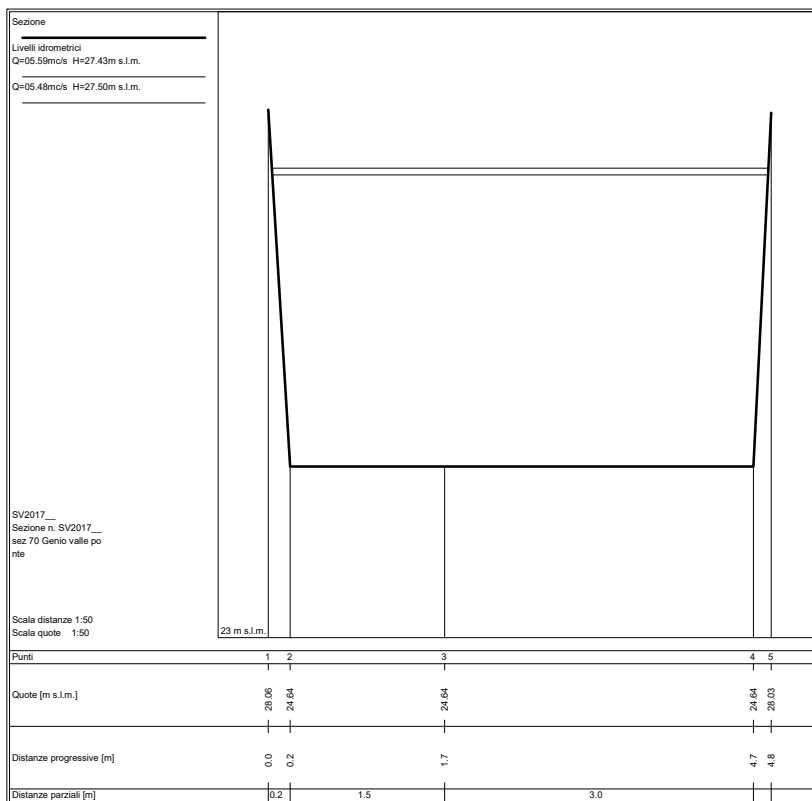 Sezione
Livelli idrometrici
Q=05.59mc/s H=27.43m s.l.m.
Q=05.48mc/s H=27.50m s.l.m.
SV2017__
Sezione n. SV2017__
sez 70 Genio valle po
nte
Scala distanze 1:50
Scala quote 1:50
23 m s.l.m.
Punti 1 2 3 4 5
Quote [m s.l.m.] 28.06 24.64 24.64 24.64 28.03
Distanze progressive [m] 0.0 0.2 1.7 4.7 4.8
Distanze parziali [m] 0.2 1.5 3.0